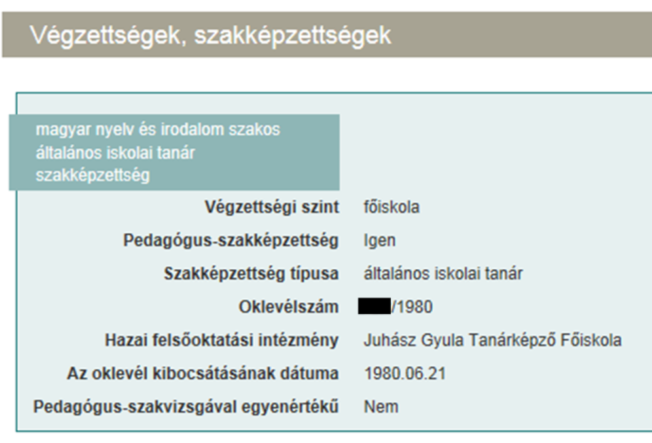 Végzettségek, szakképzettségek
magyar nyelv és irodalom szakos
általános iskolai tanár
szakképzettség
Végzettségi szint főiskola
Pedagógus-szakképzettség Igen
Szakképzettség típusa általános iskolai tanár
Oklevélszám /1980
Hazai felsőoktatási intézmény Juhász Gyula Tanárképző Főiskola
Az oklevél kibocsátásának dátuma 1980.06.21
Pedagógus-szakvizsgával egyenértékű Nem